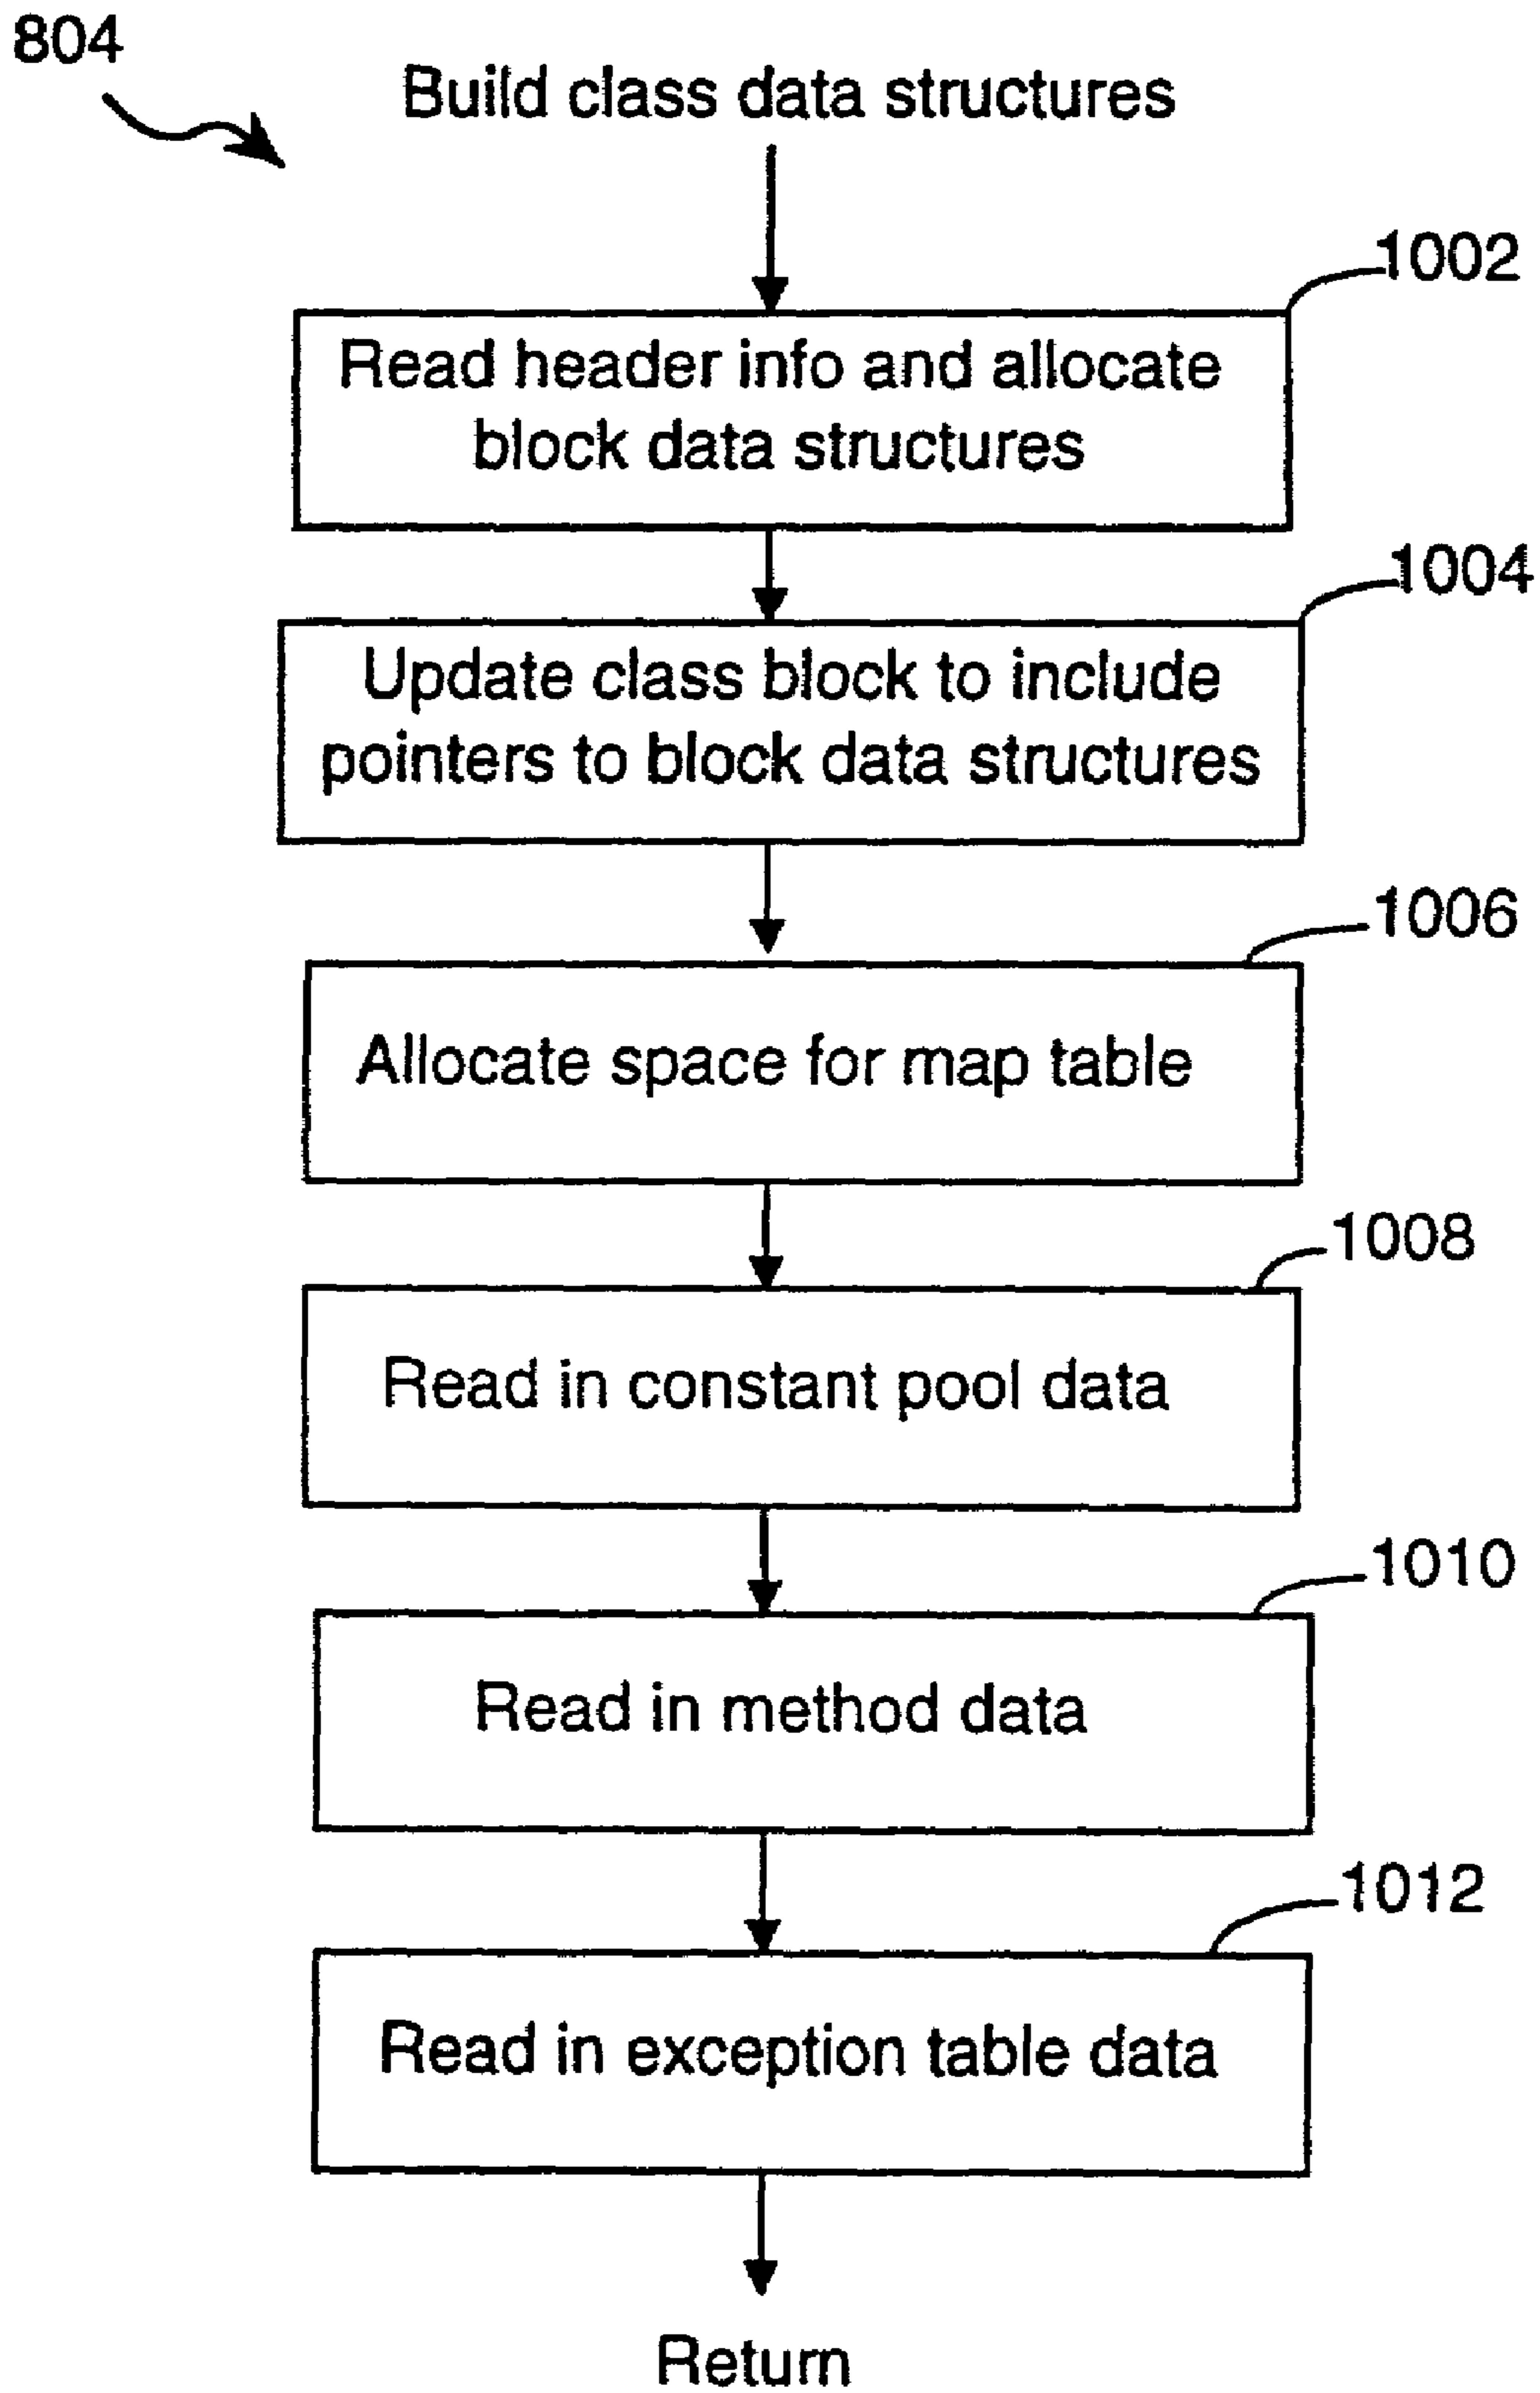 804
Build class data structures
1002
Read header info and allocate
block data structures
1004
Update class block to include
pointers to block data structures
1006
Allocate space for map table
1008
Read in constant pool data
1010
Read in method data
1012
Read in exception table data
Return